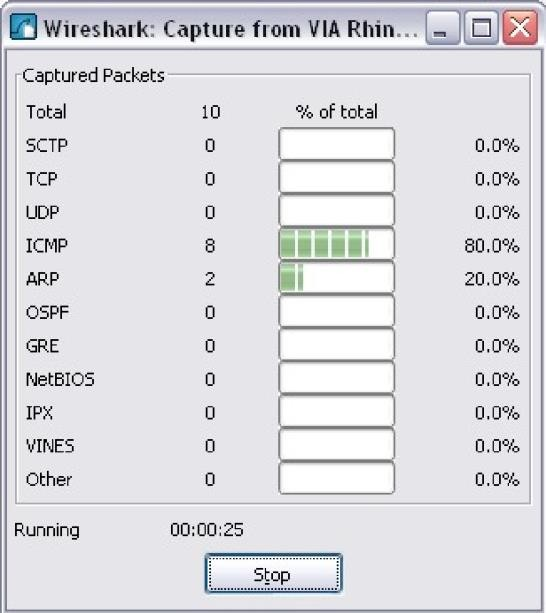 Wireshark: Capture from VIA Rhin...
Captured Packets
Total 10 % of total
SCTP 0 0.0%
TCP 0 0.0%
UDP 0 0.0%
ICMP 8 80.0%
ARP 2 20.0%
OSPF 0 0.0%
GRE 0 0.0%
NetBIOS 0 0.0%
IPX 0 0.0%
VINES 0 0.0%
Other 0 0.0%
Running 00:00:25
Stop